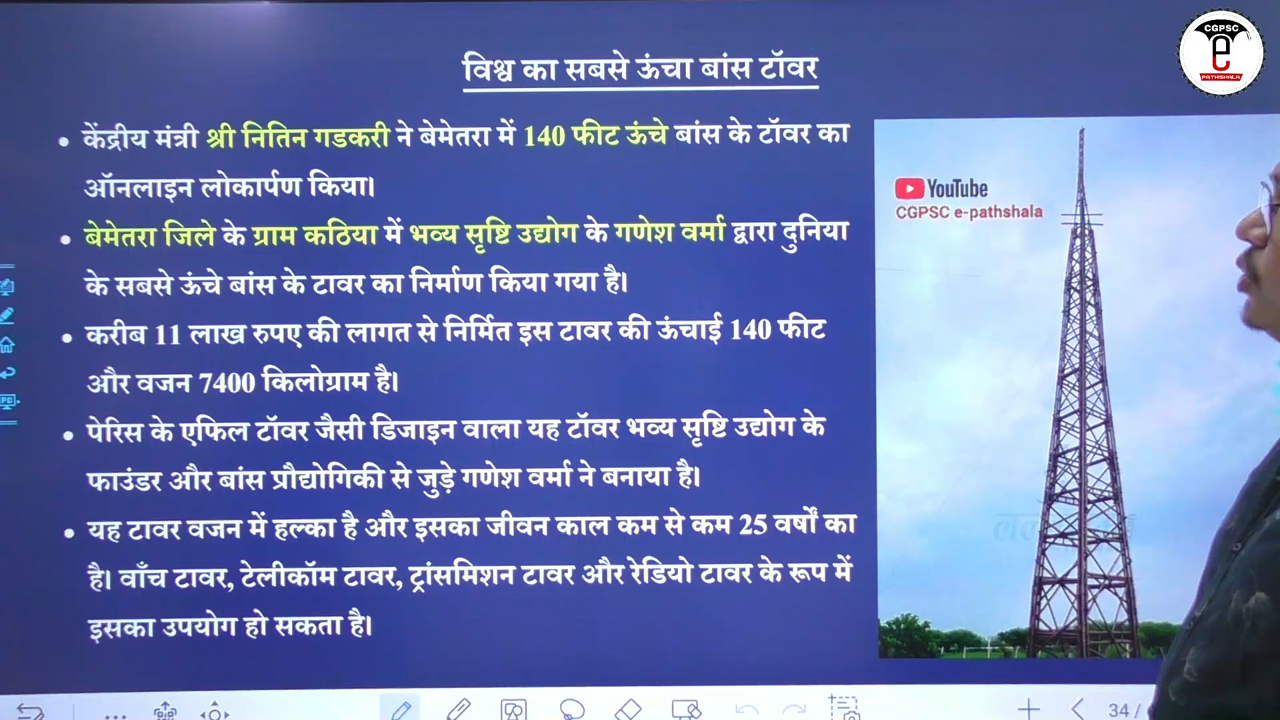 CGPSC
e
PATHSHALA
विश्व का सबसे ऊंचा बांस टॉवर
• केंद्रीय मंत्री श्री नितिन गडकरी ने बेमेतरा में 140 फीट ऊंचे बांस के टॉवर का
ऑनलाइन लोकार्पण किया।
• बेमेतरा जिले के ग्राम कठिया में भव्य सृष्टि उद्योग के गणेश वर्मा द्वारा दुनिया
के सबसे ऊंचे बांस के टावर का निर्माण किया गया है।
• करीब 11 लाख रुपए की लागत से निर्मित इस टावर की ऊंचाई 140 फीट
और वजन 7400 किलोग्राम है।
• पेरिस के एफिल टॉवर जैसी डिजाइन वाला यह टॉवर भव्य सृष्टि उद्योग के
फाउंडर और बांस प्रौद्योगिकी से जुड़े गणेश वर्मा ने बनाया है।
• यह टावर वजन में हल्का है और इसका जीवन काल कम से कम 25 वर्षों का
है। वाँच टावर, टेलीकॉम टावर, ट्रांसमिशन टावर और रेडियो टावर के रूप में
इसका उपयोग हो सकता है।
YouTube
CGPSC e-pathshala
34 /